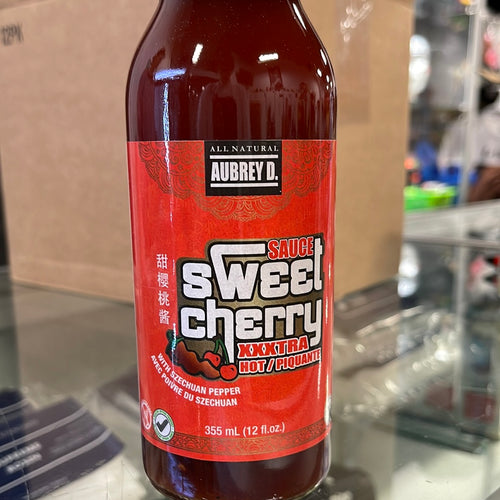 12PK
ALL NATURAL
AUBREY D.
SAUCE
sweet
cherry
XXXTRA
HOT / PIQUANTE
甜樱桃酱
WITH SZECHUAN PEPPER
AVEC POIVRE DU SZECHUAN
355 mL (12 fl.oz.)